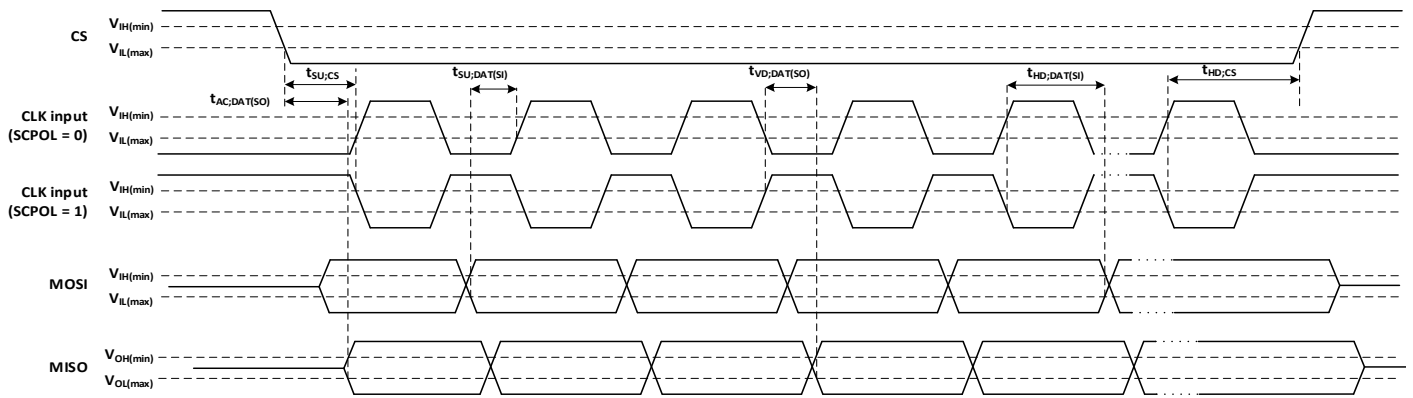 CS
VIH(min)
VIL(max)
tSU;CS
tSU;DAT(SI)
tVD;DAT(SO)
tHD;DAT(SI)
tHD;CS
tAC;DAT(SO)
CLK input
(SCPOL = 0)
VIH(min)
VIL(max)
CLK input
(SCPOL = 1)
VIH(min)
VIL(max)
MOSI
VIH(min)
VIL(max)
MISO
VOH(min)
VOL(max)